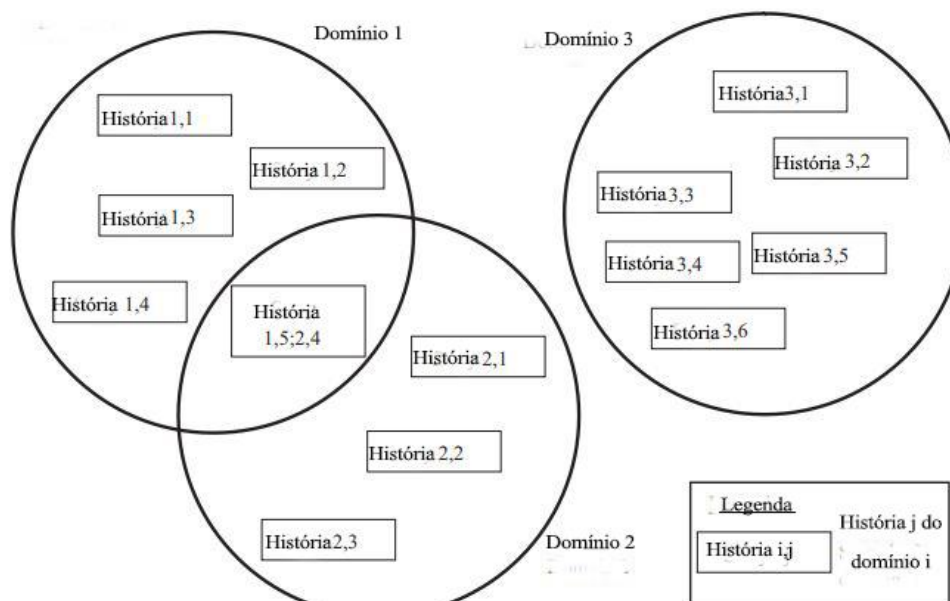 Domínio 1
História 1,1
História 1,2
História 1,3
História 1,4
História
1,5;2,4
História 2,1
História 2,2
História 2,3
Domínio 2
Domínio 3
História 3,1
História 3,2
História 3,3
História 3,4
História 3,5
História 3,6
Legenda
História i,j
História j do
domínio i